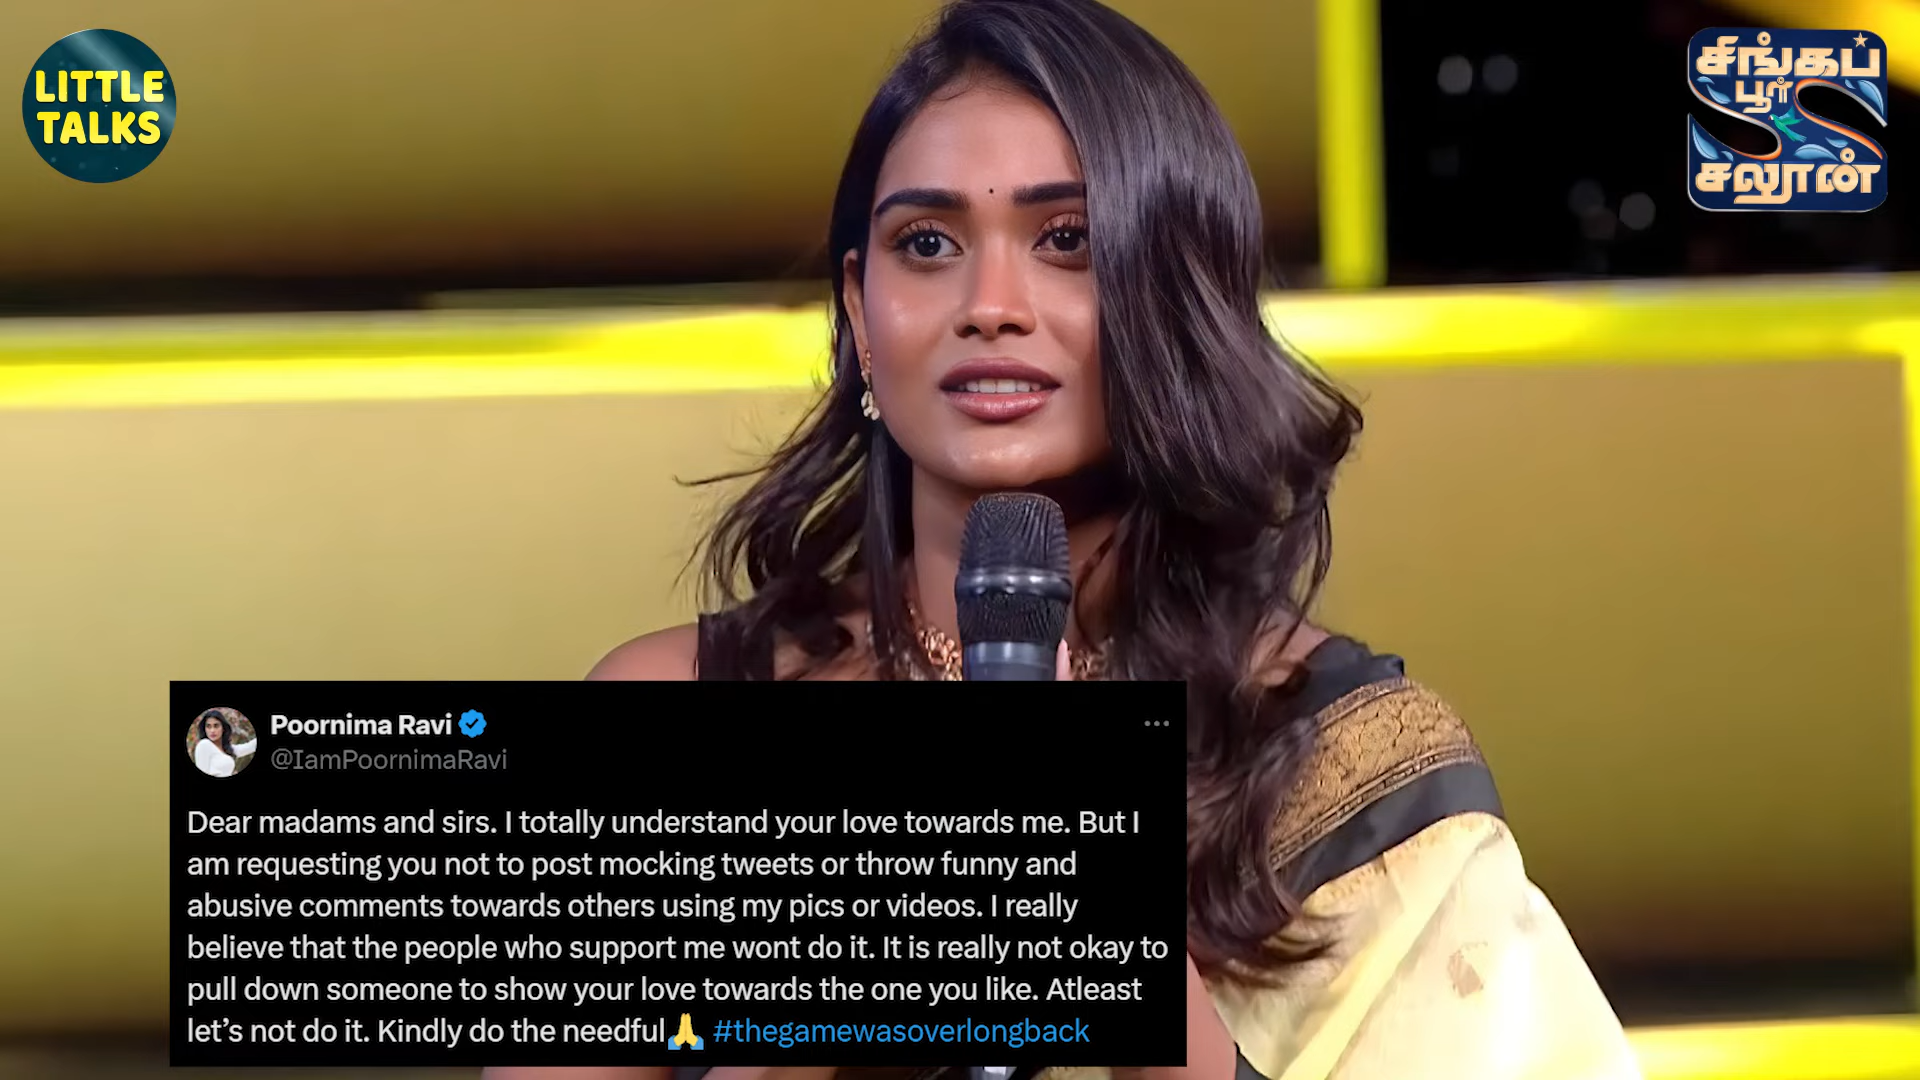 LITTLE
TALKS
சிங்கப்
பூர்
சலூன்
Poornima Ravi
@IamPoornimaRavi
Dear madams and sirs. I totally understand your love towards me. But I
am requesting you not to post mocking tweets or throw funny and
abusive comments towards others using my pics or videos. I really
believe that the people who support me wont do it. It is really not okay to
pull down someone to show your love towards the one you like. Atleast
let’s not do it. Kindly do the needful🙏 #thegamewasoverlongback